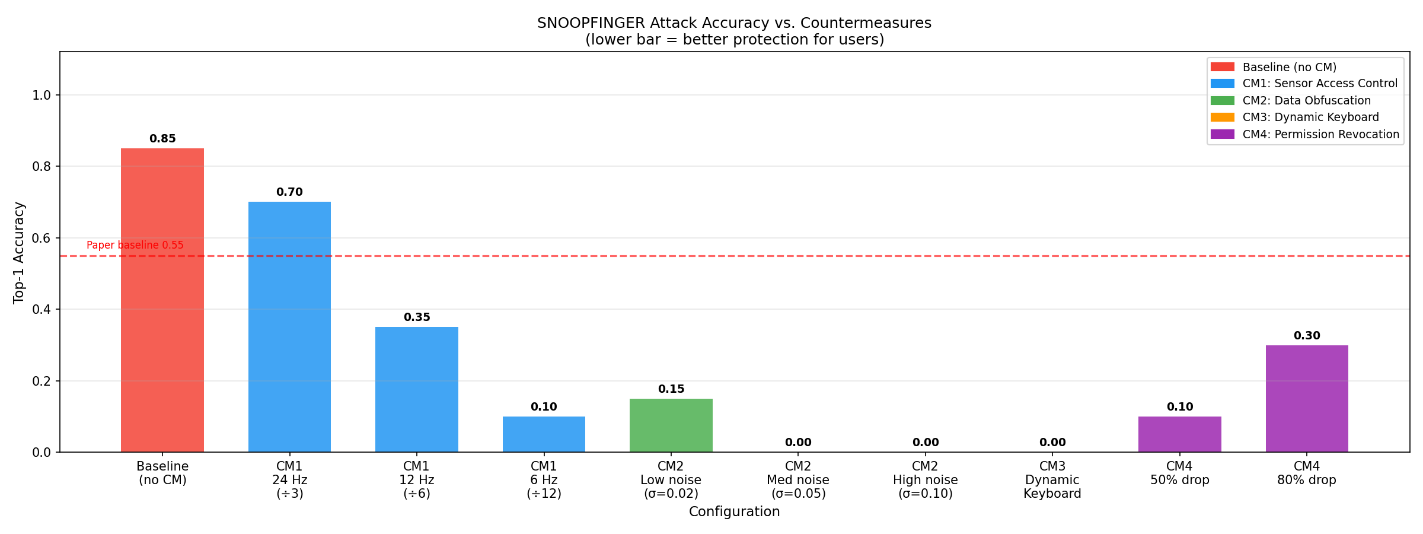 SNOOPFINGER Attack Accuracy vs. Countermeasures
(lower bar = better protection for users)
Baseline (no CM)
CM1: Sensor Access Control
CM2: Data Obfuscation
CM3: Dynamic Keyboard
CM4: Permission Revocation
Top-1 Accuracy
1.0
0.8
0.6
0.4
0.2
0.0
Paper baseline 0.55
0.85
0.70
0.35
0.10
0.15
0.00
0.00
0.00
0.10
0.30
Baseline
(no CM)
CM1
24 Hz
(÷3)
CM1
12 Hz
(÷6)
CM1
6 Hz
(÷12)
CM2
Low noise
(σ=0.02)
CM2
Med noise
(σ=0.05)
CM2
High noise
(σ=0.10)
CM3
Dynamic
Keyboard
CM4
50% drop
CM4
80% drop
Configuration